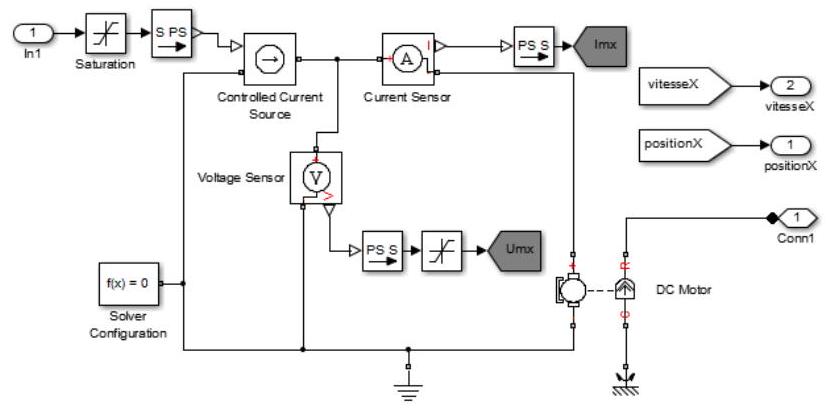 1
In1
Saturation
S PS
Controlled Current
Source
I
A
Current Sensor
PS S
Imx
vitesseX
2
vitesseX
positionX
1
positionX
Voltage Sensor
+
V
V
PS S
Umx
1
Conn1
f(x) = 0
Solver
Configuration
+
R
C
DC Motor